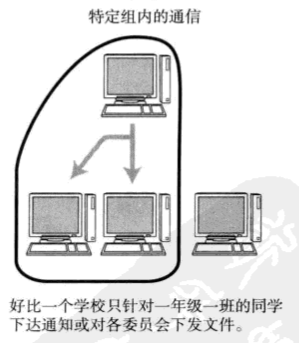 特定组内的通信
好比一个学校只针对一年级一班的同学
下达通知或对各委员会下发文件。